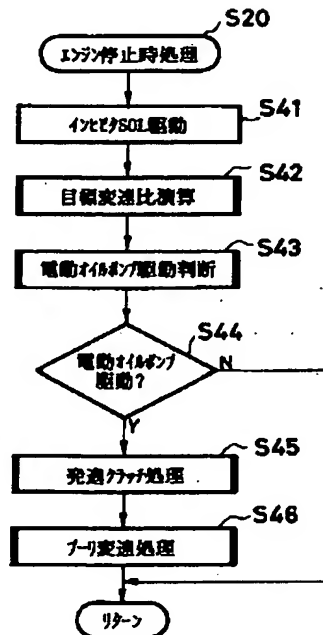 S20
エンジン停止時処理
S41
インヒビタSOL駆動
S42
目標変速比演算
S43
電動オイルポンプ駆動判断
S44
電動オイルポンプ
駆動?
N
Y
S45
発進クラッチ処理
S46
プーリ変速処理
リターン